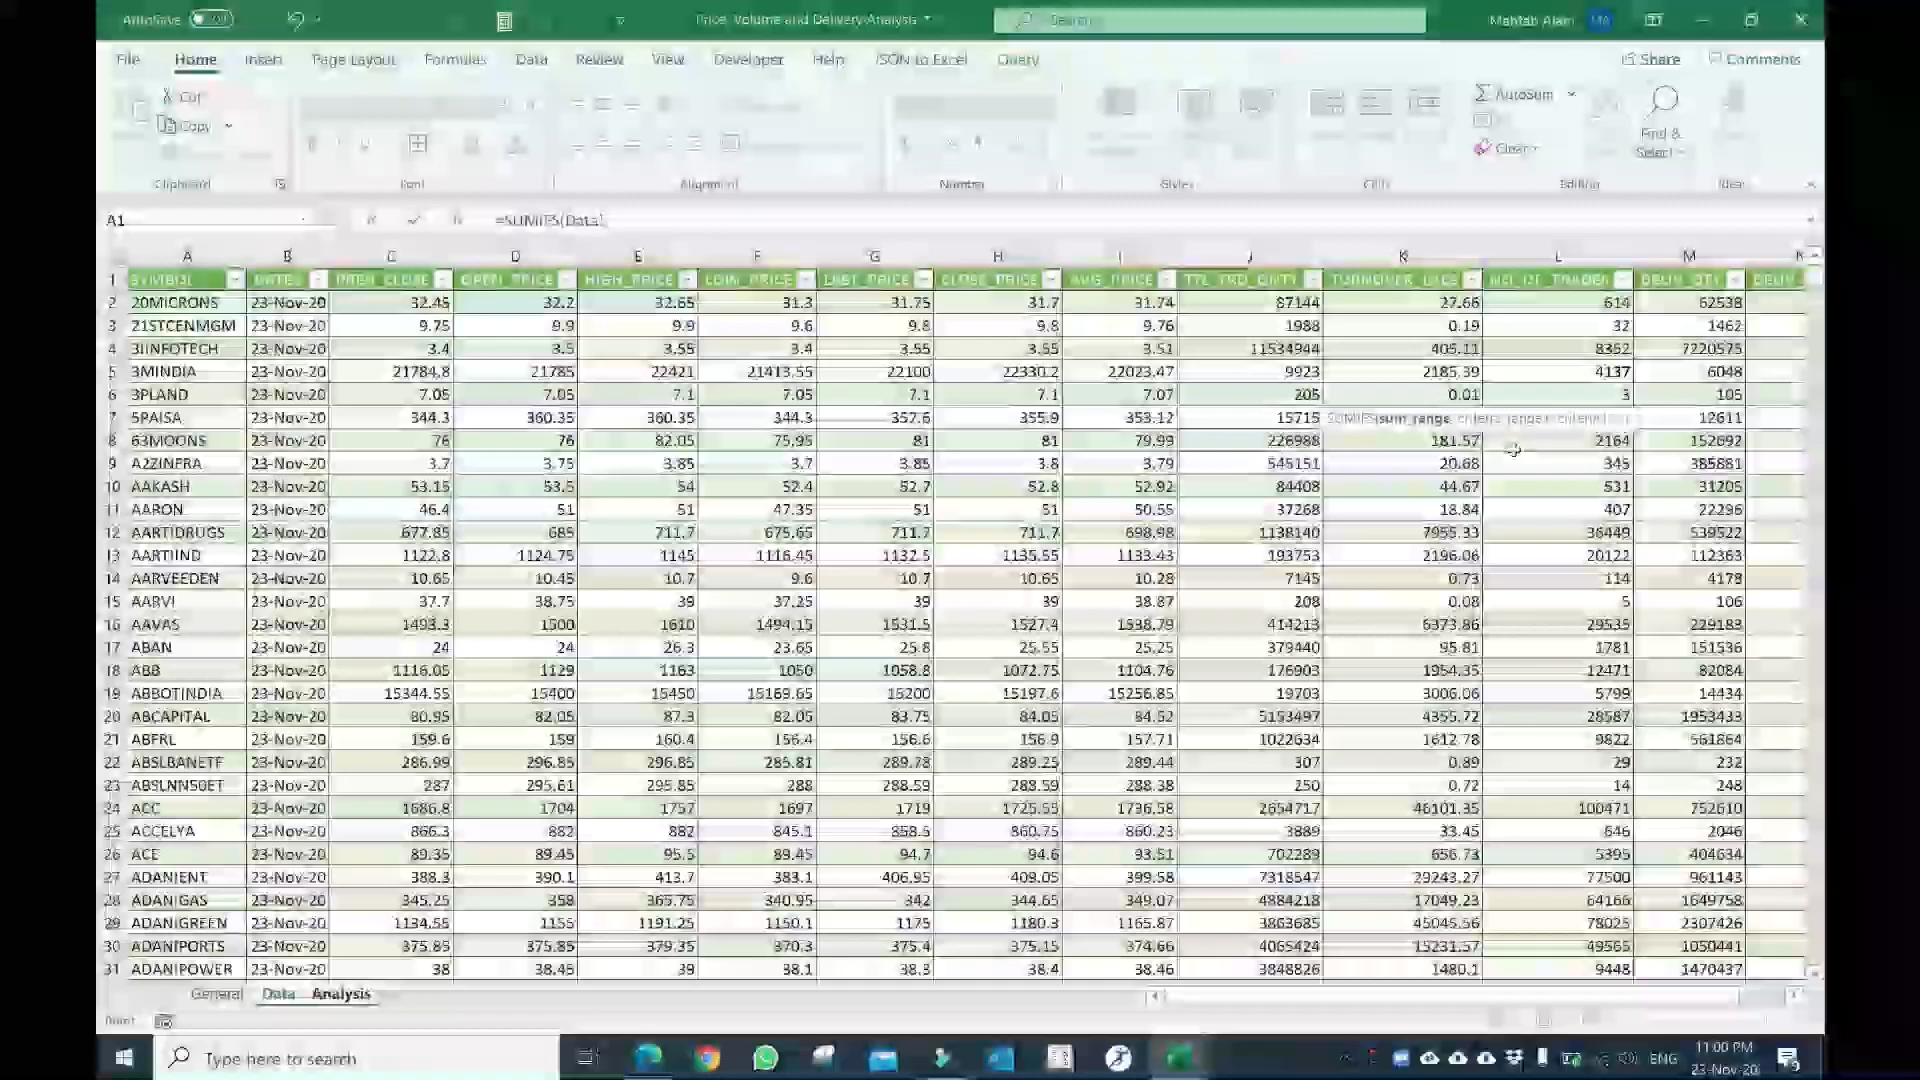 AutoSave Price, Volume and Delivery Analysis Search Mahtab Alam MA
File Home Insert Page Layout Formulas Data Review View Developer Help JSON to Excel Query Share Comments
Cut AutoSum
Copy Find &
Clear Select
Clipboard Font Alignment Number Styles Cells Editing Ideas
A1 =SUMIFS(Data!
A B C D E F G H I J K L M N
1 SYMBOL DATE1 PREV_CLOSE OPEN_PRICE HIGH_PRICE LOW_PRICE LAST_PRICE CLOSE_PRICE AVG_PRICE TTL_TRD_QNTY TURNOVER_LACS NO_OF_TRADES DELIV_QTY
2 20MICRONS 23-Nov-20 32.45 32.2 32.65 31.3 31.75 31.7 31.74 87144 27.66 614 62538
3 21STCENMGM 23-Nov-20 9.75 9.9 9.9 9.6 9.8 9.8 9.76 1988 0.19 32 1462
4 3IINFOTECH 23-Nov-20 3.4 3.5 3.55 3.4 3.55 3.55 3.51 11534944 405.11 8352 7220575
5 3MINDIA 23-Nov-20 21784.8 21785 22421 21413.55 22100 22330.2 22023.47 9923 2185.39 4137 6048
6 3PLAND 23-Nov-20 7.05 7.05 7.1 7.05 7.1 7.1 7.07 205 0.01 3 105
7 5PAISA 23-Nov-20 344.3 360.35 360.35 344.3 357.6 355.9 353.12 15715 SUMIFS(sum_range, criteria_range1, criteria1, ...) 12611
8 63MOONS 23-Nov-20 76 76 82.05 75.95 81 81 79.99 226988 181.57 2164 152692
9 A2ZINFRA 23-Nov-20 3.7 3.75 3.85 3.7 3.85 3.8 3.79 545151 20.68 345 385881
10 AAKASH 23-Nov-20 53.15 53.5 54 52.4 52.7 52.8 52.92 84408 44.67 531 31205
11 AARON 23-Nov-20 46.4 51 51 47.35 51 51 50.55 37268 18.84 407 22296
12 AARTIDRUGS 23-Nov-20 677.85 685 711.7 675.65 711.7 711.7 698.98 1138140 7955.33 36449 539522
13 AARTIIND 23-Nov-20 1122.8 1124.75 1145 1116.45 1132.5 1135.55 1133.43 193753 2196.06 20122 112363
14 AARVEEDEN 23-Nov-20 10.65 10.45 10.7 9.6 10.7 10.65 10.28 7145 0.73 114 4178
15 AARVI 23-Nov-20 37.7 38.75 39 37.25 39 39 38.87 208 0.08 5 106
16 AAVAS 23-Nov-20 1493.3 1500 1610 1494.15 1531.5 1527.4 1538.79 414213 6373.86 29535 229183
17 ABAN 23-Nov-20 24 24 26.3 23.65 25.8 25.55 25.25 379440 95.81 1781 151536
18 ABB 23-Nov-20 1116.05 1129 1163 1050 1058.8 1072.75 1104.76 176903 1954.35 12471 82084
19 ABBOTINDIA 23-Nov-20 15344.55 15400 15450 15169.65 15200 15197.6 15256.85 19703 3006.06 5799 14434
20 ABCAPITAL 23-Nov-20 80.95 82.05 87.3 82.05 83.75 84.05 84.52 5153497 4355.72 28587 1953433
21 ABFRL 23-Nov-20 159.6 159 160.4 156.4 156.6 156.9 157.71 1022634 1612.78 9822 561864
22 ABSLBANETF 23-Nov-20 286.99 296.85 296.85 285.81 289.78 289.25 289.44 307 0.89 29 232
23 ABSLNN50ET 23-Nov-20 287 295.61 295.85 288 288.59 288.59 288.38 250 0.72 14 248
24 ACC 23-Nov-20 1686.8 1704 1757 1697 1719 1725.55 1736.58 2654717 46101.35 100471 752610
25 ACCELYA 23-Nov-20 866.3 882 882 845.1 858.5 860.75 860.23 3889 33.45 646 2046
26 ACE 23-Nov-20 89.35 89.45 95.5 89.45 94.7 94.6 93.51 702289 656.73 5395 404634
27 ADANIENT 23-Nov-20 388.3 390.1 413.7 383.1 406.95 409.05 399.58 7318547 29243.27 77500 961143
28 ADANIGAS 23-Nov-20 345.25 358 365.75 340.95 342 344.65 349.07 4884218 17049.23 64166 1649758
29 ADANIGREEN 23-Nov-20 1134.55 1155 1191.25 1150.1 1175 1180.3 1165.87 3863685 45045.56 78025 2307426
30 ADANIPORTS 23-Nov-20 375.85 375.85 379.35 370.3 375.4 375.15 374.66 4065424 15231.57 49565 1050441
31 ADANIPOWER 23-Nov-20 38 38.45 39 38.1 38.3 38.4 38.46 3848826 1480.1 9448 1470437
General Data Analysis
Point
Type here to search ENG 11:00 PM
23-Nov-20